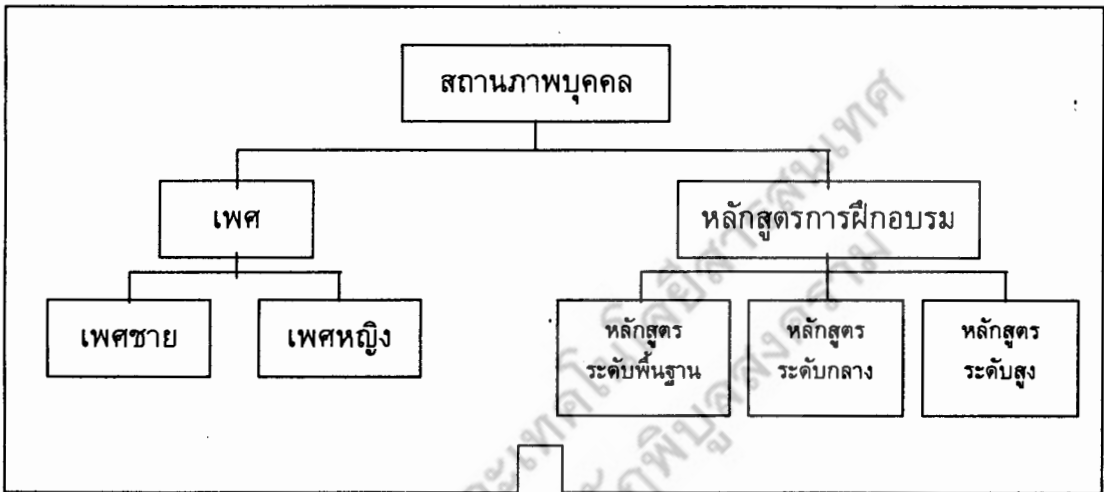 สถานภาพบุคคล
เพศ
หลักสูตรการฝึกอบรม
เพศชาย
เพศหญิง
หลักสูตร
ระดับพื้นฐาน
หลักสูตร
ระดับกลาง
หลักสูตร
ระดับสูง